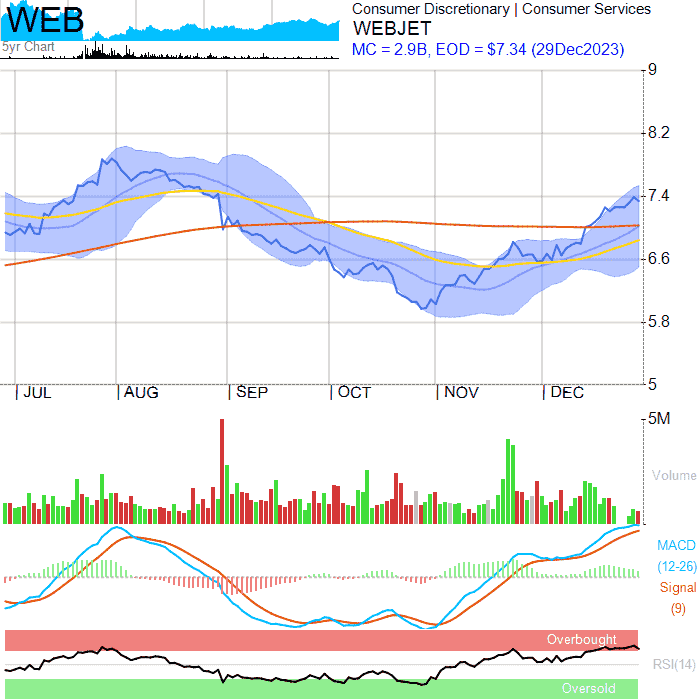 WEB
5yr Chart
Consumer Discretionary | Consumer Services
WEBJET
MC = 2.9B, EOD = $7.34 (29Dec2023)
9
8.2
7.4
6.6
5.8
5
| JUL | AUG | SEP | OCT | NOV | DEC
5M
Volume
MACD
(12-26)
Signal
(9)
Overbought
RSI(14)
Oversold